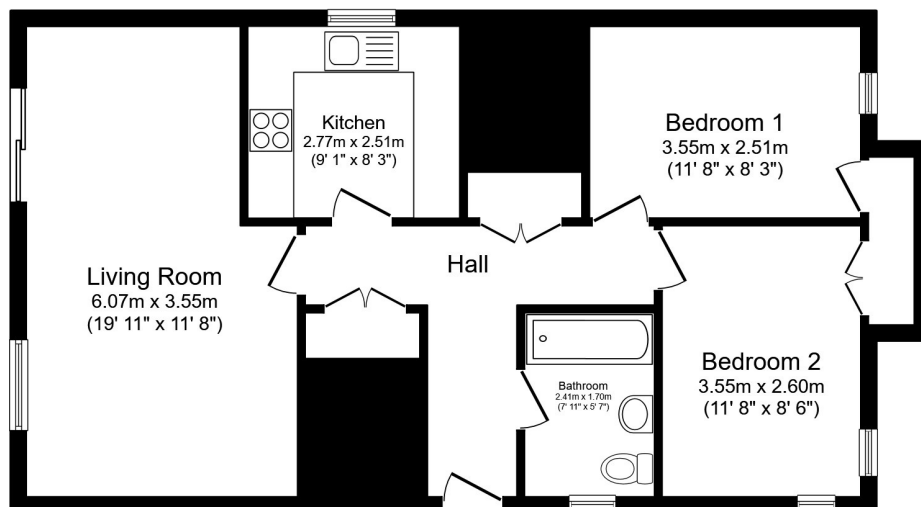 Kitchen
2.77m x 2.51m
(9' 1" x 8' 3")
Bedroom 1
3.55m x 2.51m
(11' 8" x 8' 3")
Living Room
6.07m x 3.55m
(19' 11" x 11' 8")
Hall
Bathroom
2.41m x 1.70m
(7' 11" x 5' 7")
Bedroom 2
3.55m x 2.60m
(11' 8" x 8' 6")